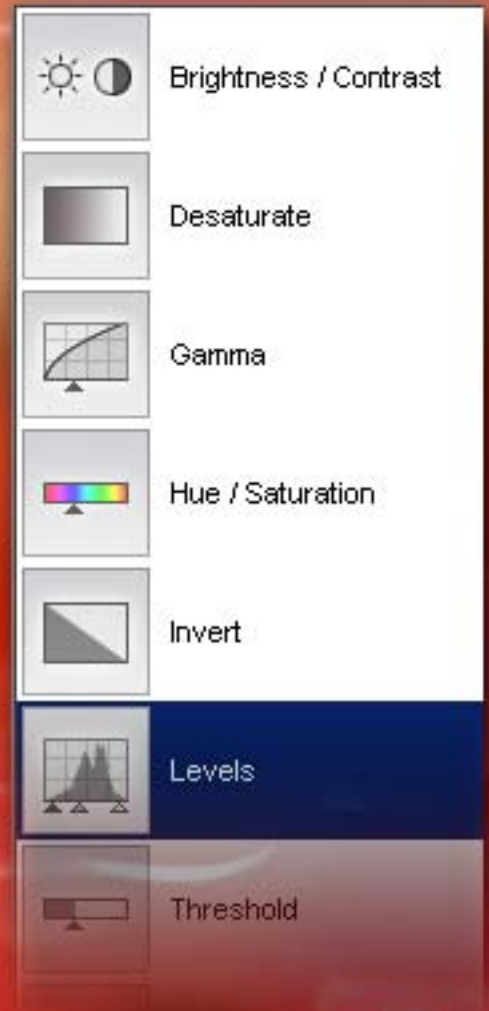 Brightness / Contrast
Desaturate
Gamma
Hue / Saturation
Invert
Levels
Threshold